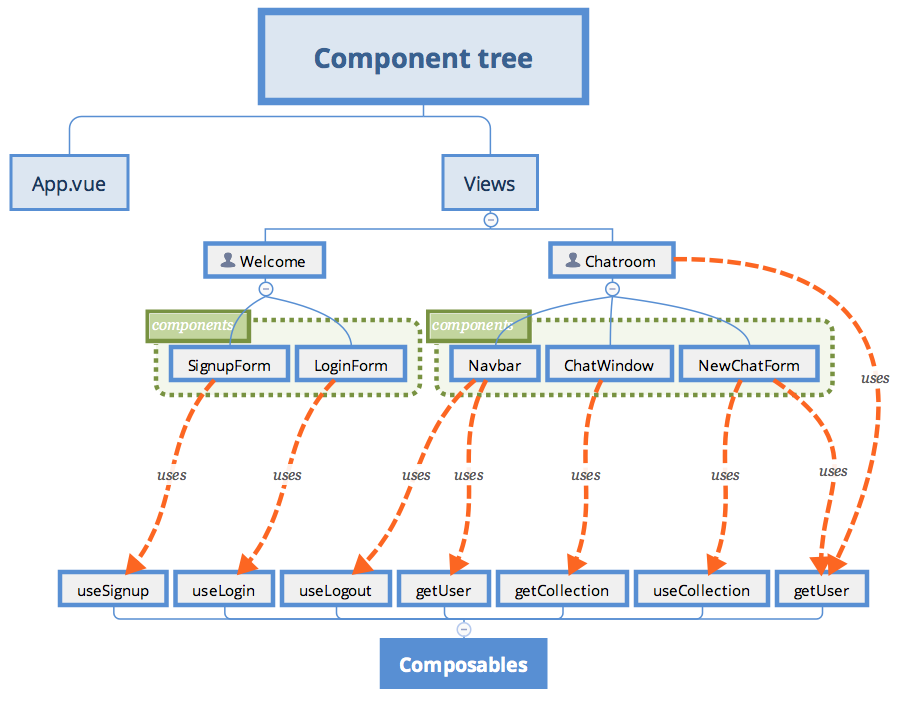 Component tree
App.vue
Views
Welcome
Chatroom
components
components
SignupForm
LoginForm
Navbar
ChatWindow
NewChatForm
uses
uses
uses
uses
uses
uses
uses
uses
useSignup
useLogin
useLogout
getUser
getCollection
useCollection
getUser
Composables